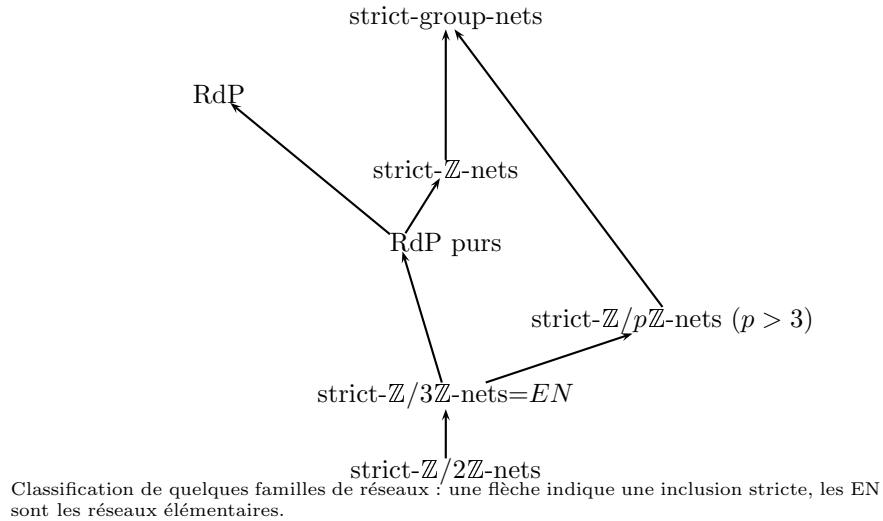 strict-group-nets
RdP
strict-ℤ-nets
RdP purs
strict-ℤ/pℤ-nets (p > 3)
strict-ℤ/3ℤ-nets=EN
strict-ℤ/2ℤ-nets
Classification de quelques familles de réseaux : une flèche indique une inclusion stricte, les EN
sont les réseaux élémentaires.